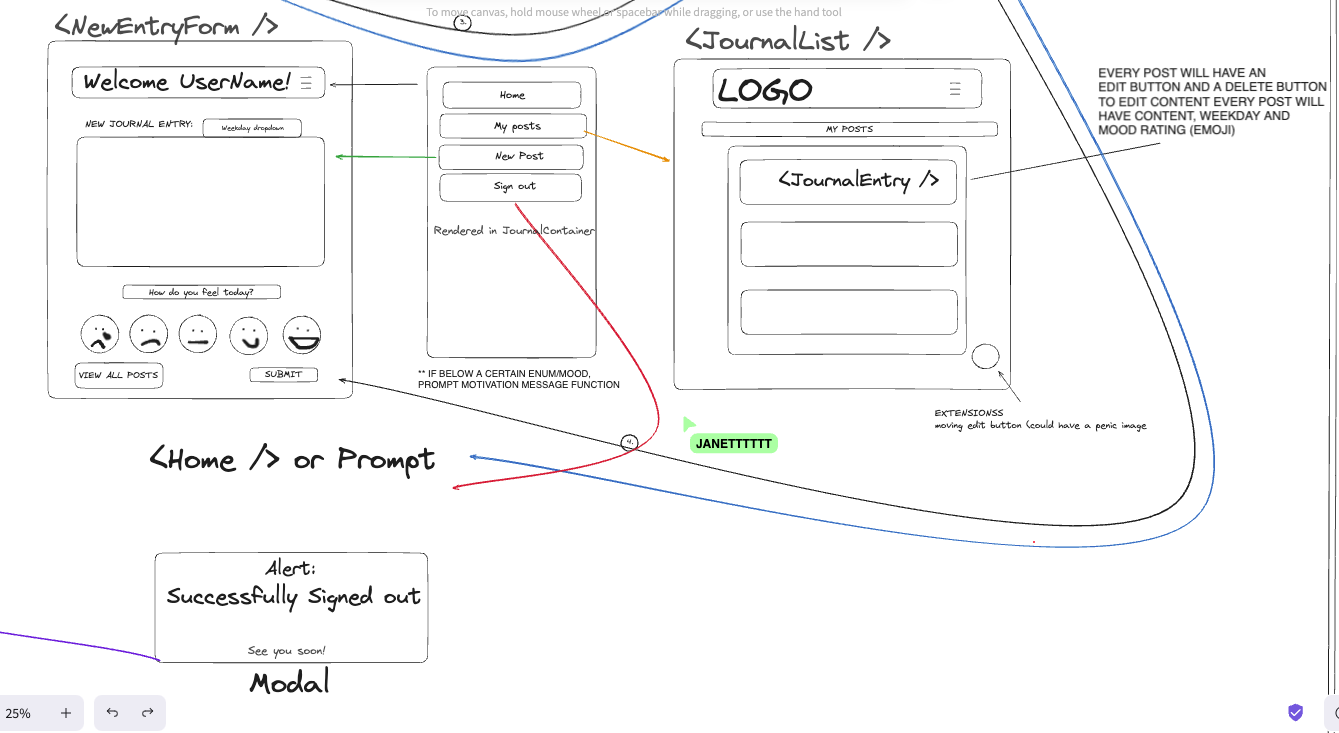 To move canvas, hold mouse wheel or spacebar while dragging, or use the hand tool
3.
<NewEntryForm />
Welcome UserName!
NEW JOURNAL ENTRY:
Weekday dropdown
How do you feel today?
VIEW ALL POSTS
SUBMIT
Home
My posts
New Post
Sign out
Rendered in JournalContainer
** IF BELOW A CERTAIN ENUM/MOOD,
PROMPT MOTIVATION MESSAGE FUNCTION
<JournalList />
LOGO
MY POSTS
<JournalEntry />
EVERY POST WILL HAVE AN
EDIT BUTTON AND A DELETE BUTTON
TO EDIT CONTENT EVERY POST WILL
HAVE CONTENT, WEEKDAY AND
MOOD RATING (EMOJI)
EXTENSIONSS
moving edit button (could have a penic image
JANETTTTTT
4.
<Home /> or Prompt
Alert:
Successfully Signed out
See you soon!
Modal
25%